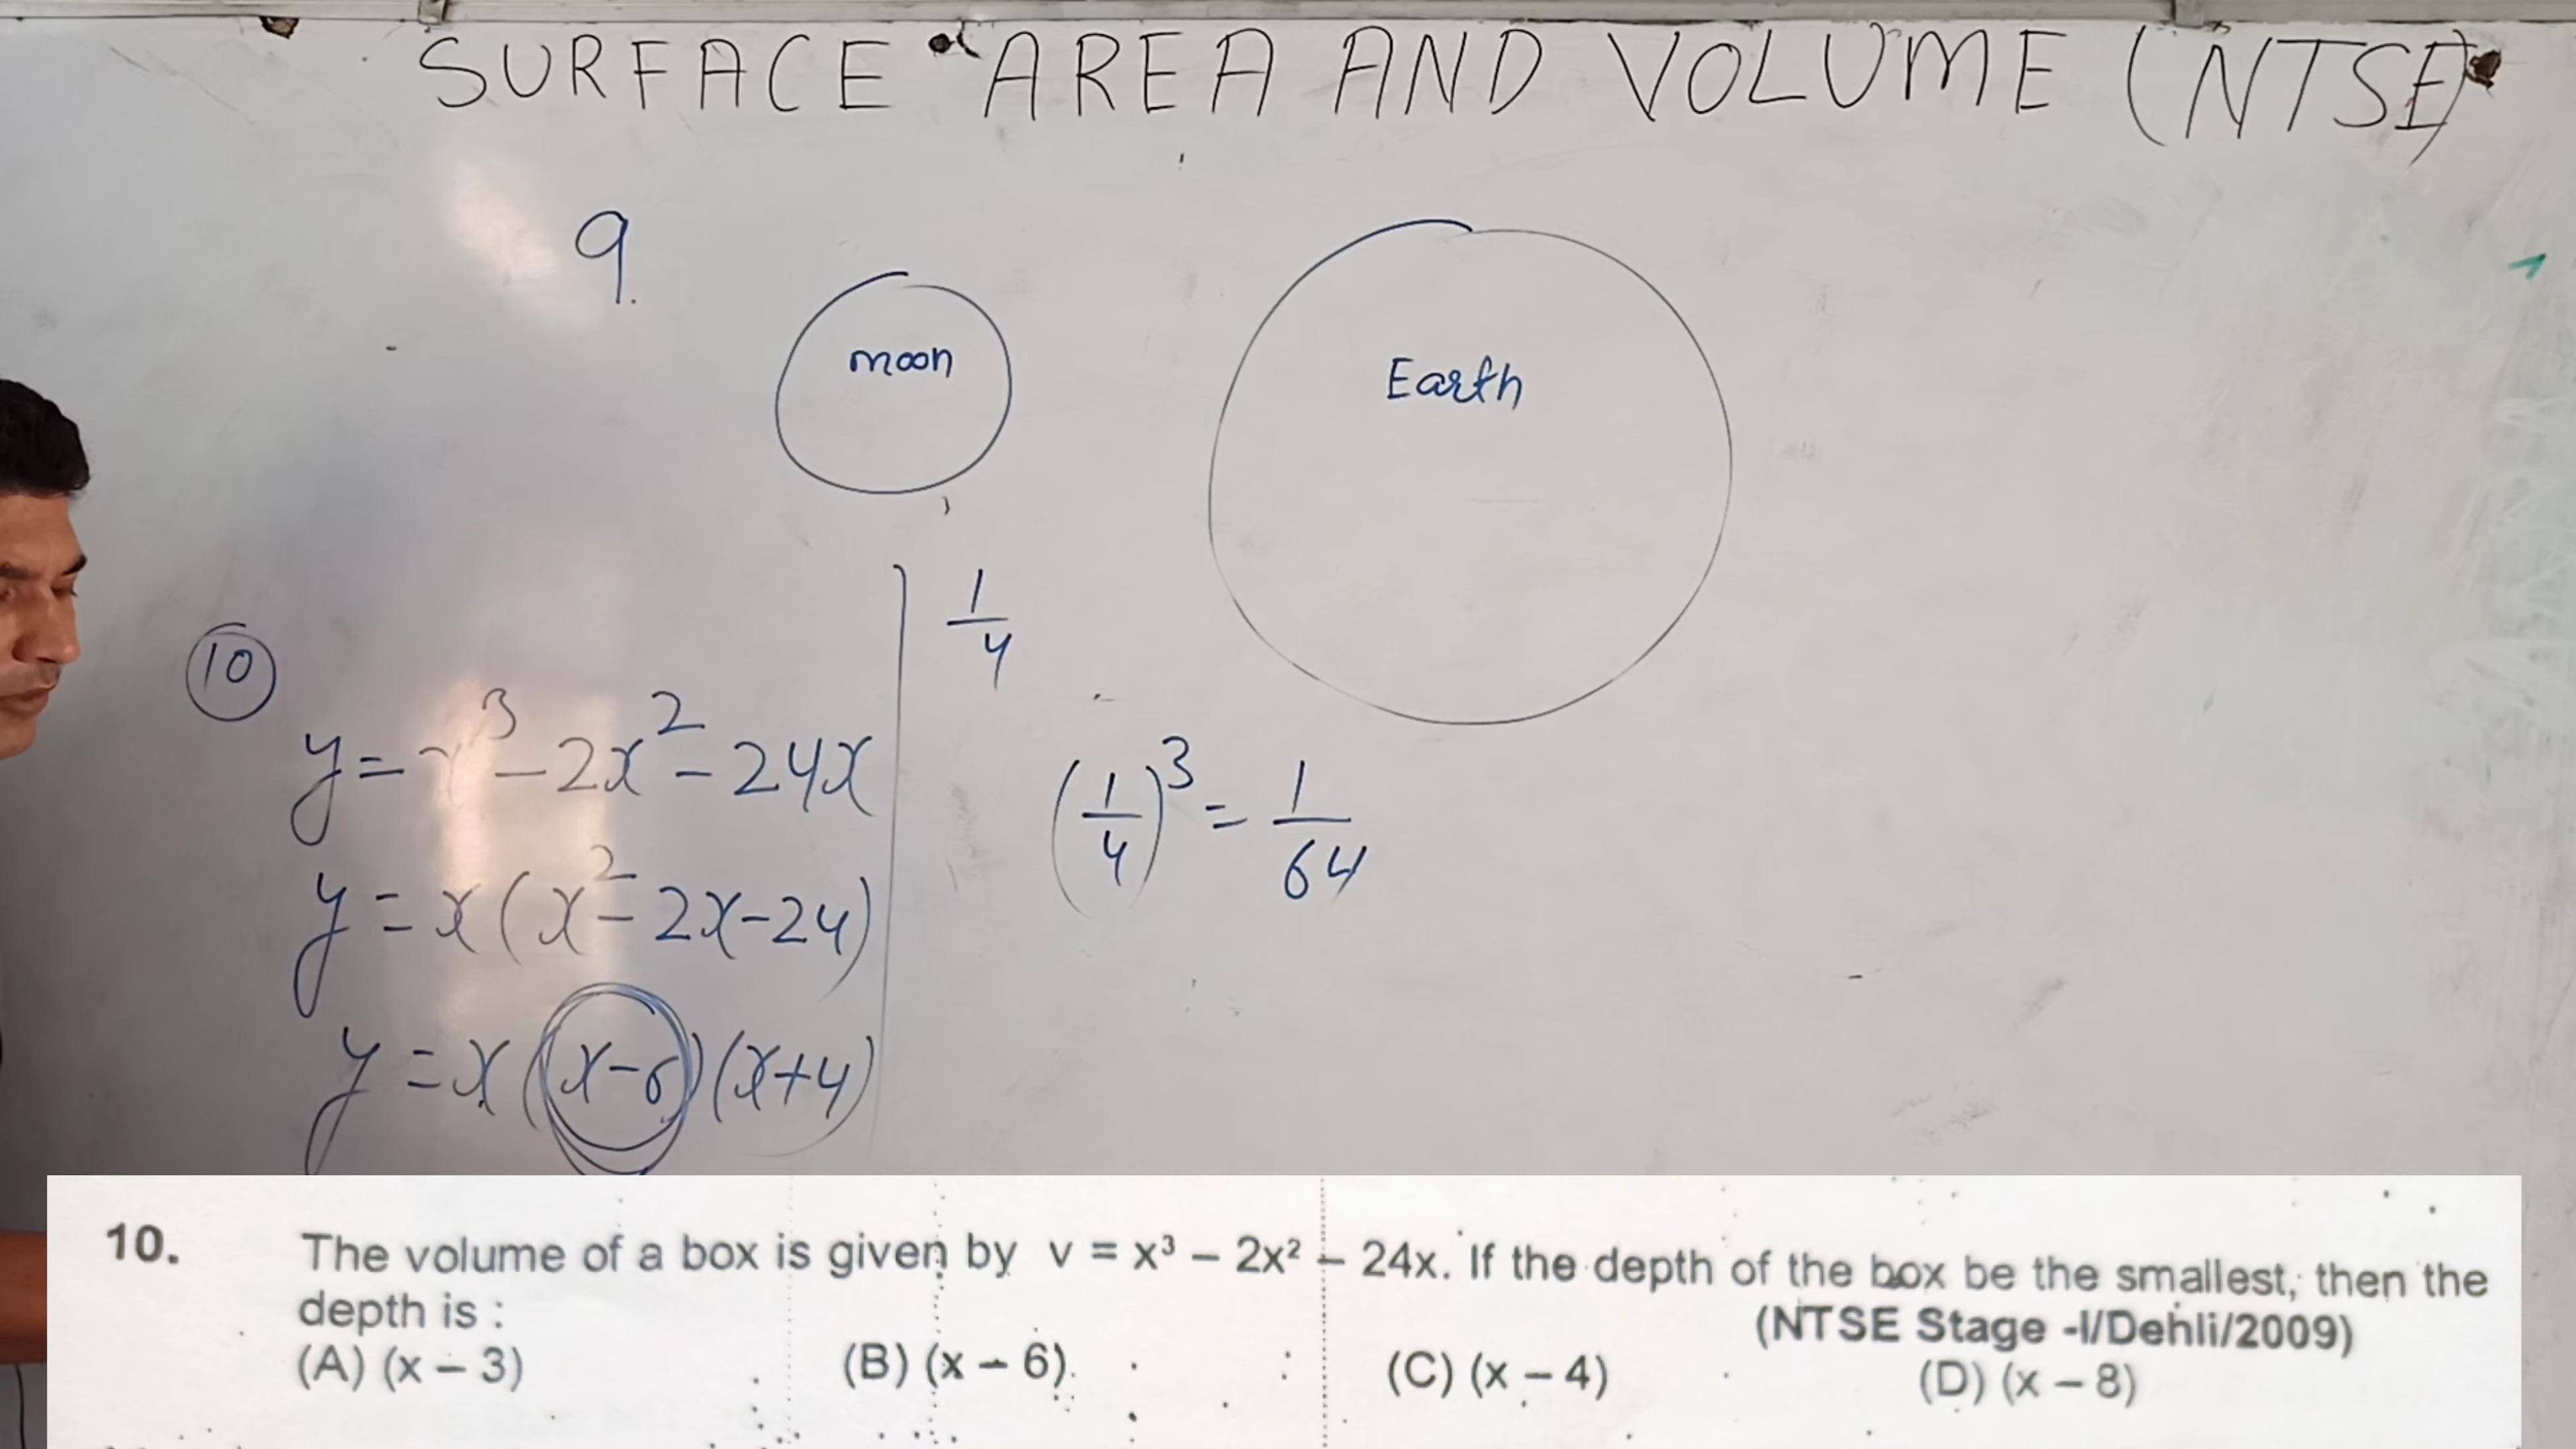 SURFACE AREA AND VOLUME (NTSE)
9.
moon
Earth
1/4
10
y = x³ - 2x² - 24x
(1/4)³ = 1/64
y = x(x² - 2x - 24)
y = x(x - 6)(x + 4)
10. The volume of a box is given by v = x³ – 2x² – 24x. If the depth of the box be the smallest, then the
depth is :
(NTSE Stage -I/Dehli/2009)
(A) (x – 3) (B) (x – 6) (C) (x – 4) (D) (x – 8)